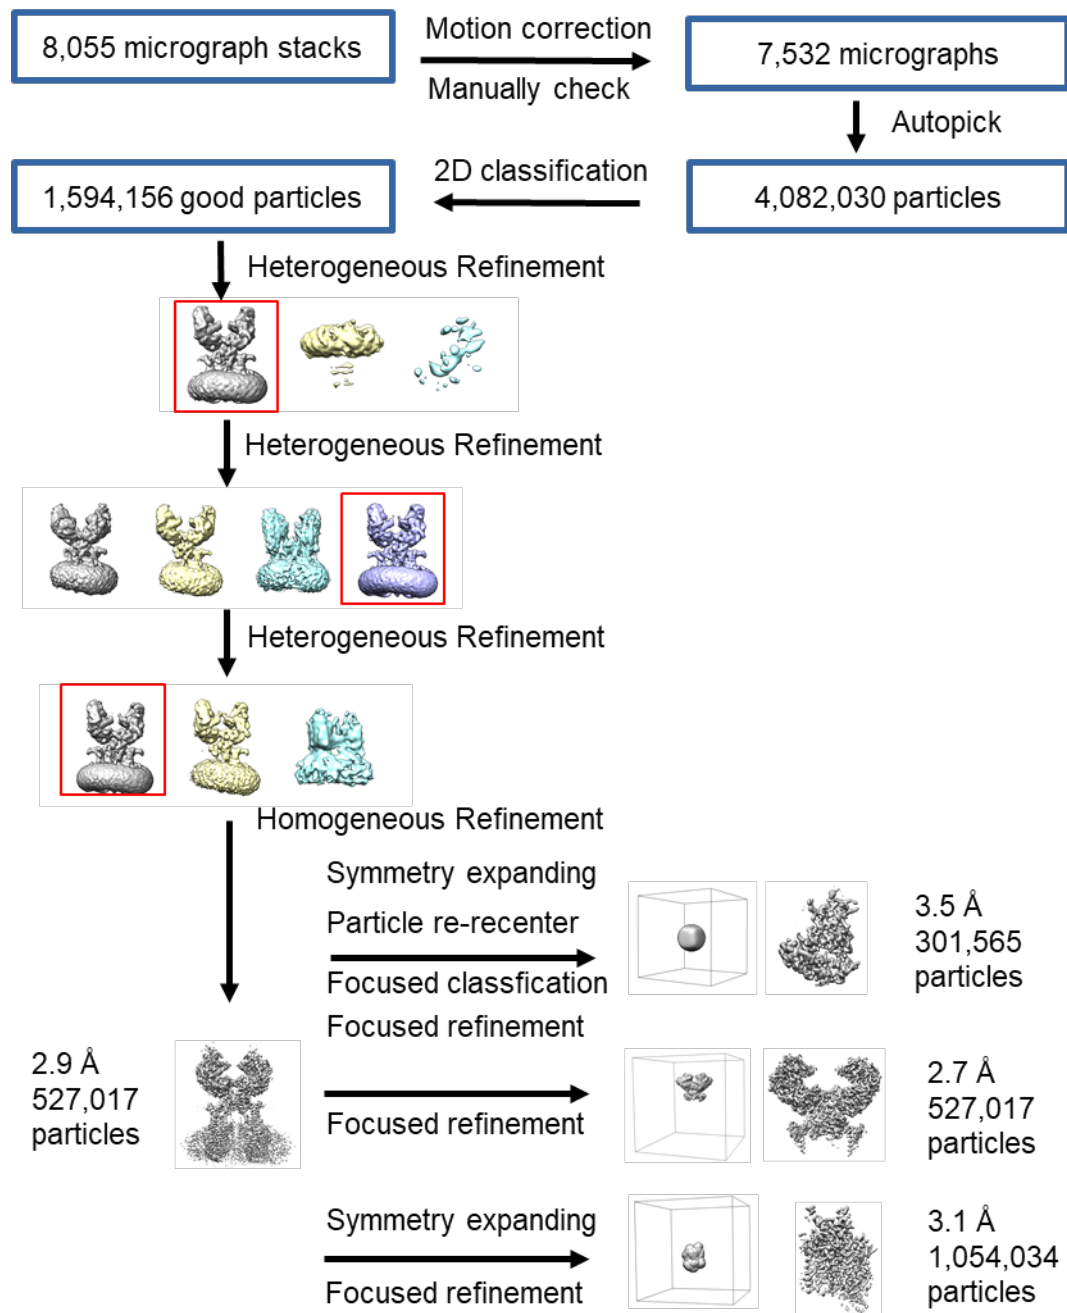 8,055 micrograph stacks
Motion correction
Manually check
7,532 micrographs
Autopick
4,082,030 particles
2D classification
1,594,156 good particles
Heterogeneous Refinement
Heterogeneous Refinement
Heterogeneous Refinement
Homogeneous Refinement
Symmetry expanding
Particle re-recenter
Focused classfication
Focused refinement
3.5 Å
301,565
particles
2.9 Å
527,017
particles
Focused refinement
2.7 Å
527,017
particles
Symmetry expanding
Focused refinement
3.1 Å
1,054,034
particles